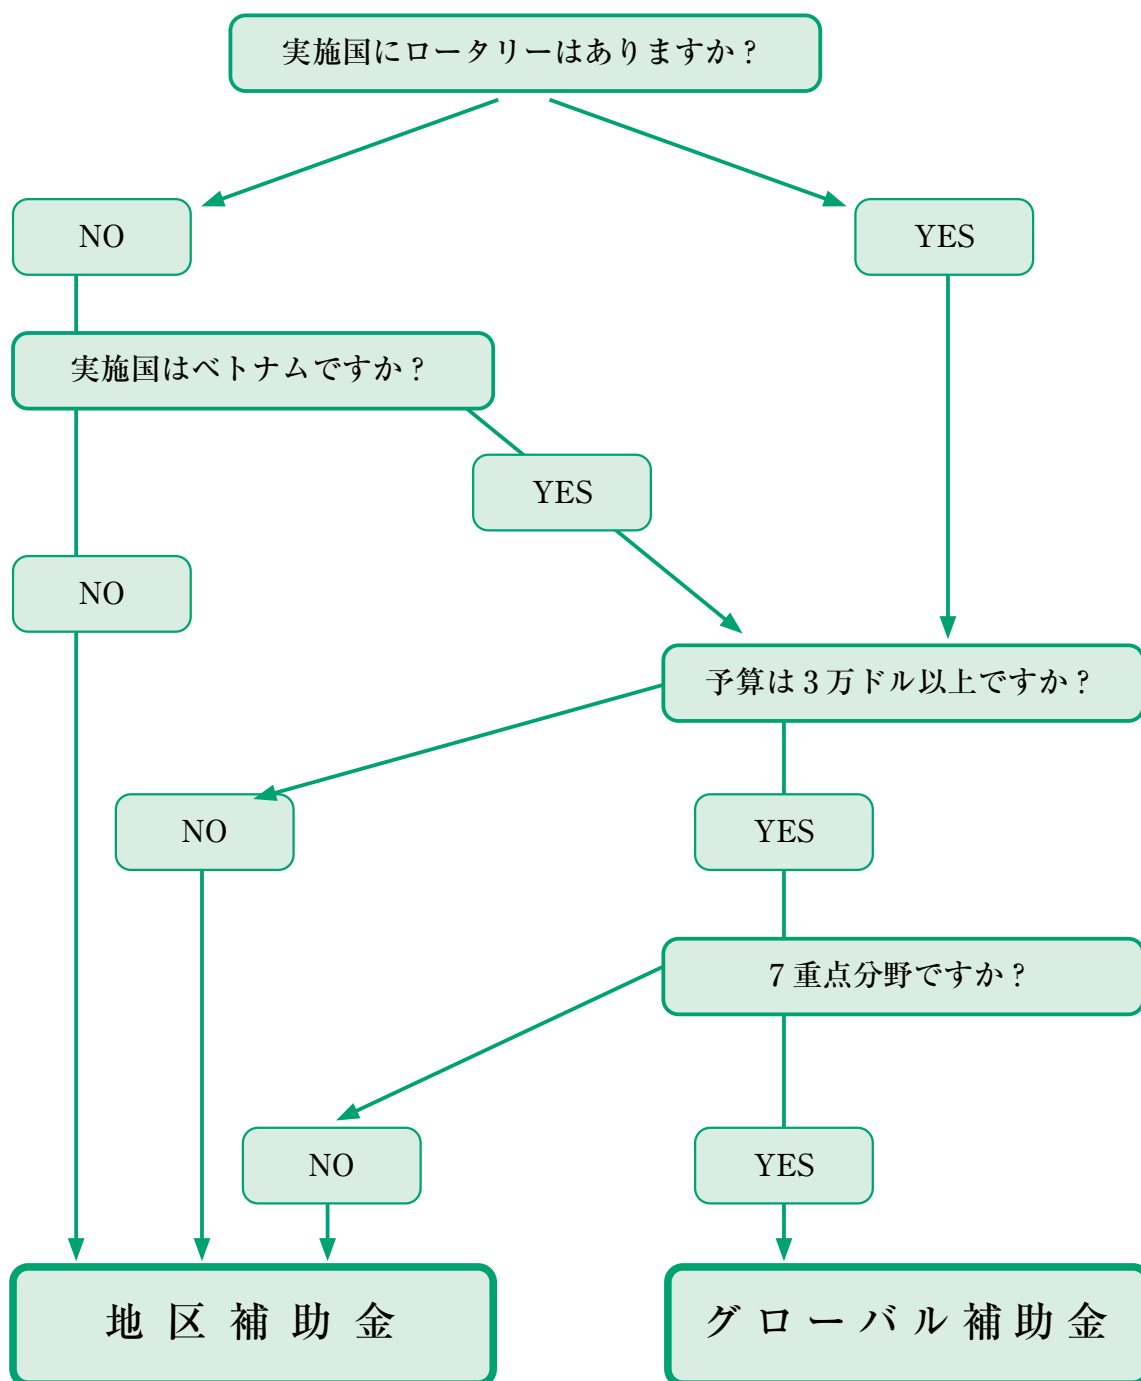 実施国にロータリーはありますか？
NO
YES
実施国はベトナムですか？
YES
NO
予算は３万ドル以上ですか？
NO
YES
７重点分野ですか？
NO
YES
地区補助金
グローバル補助金